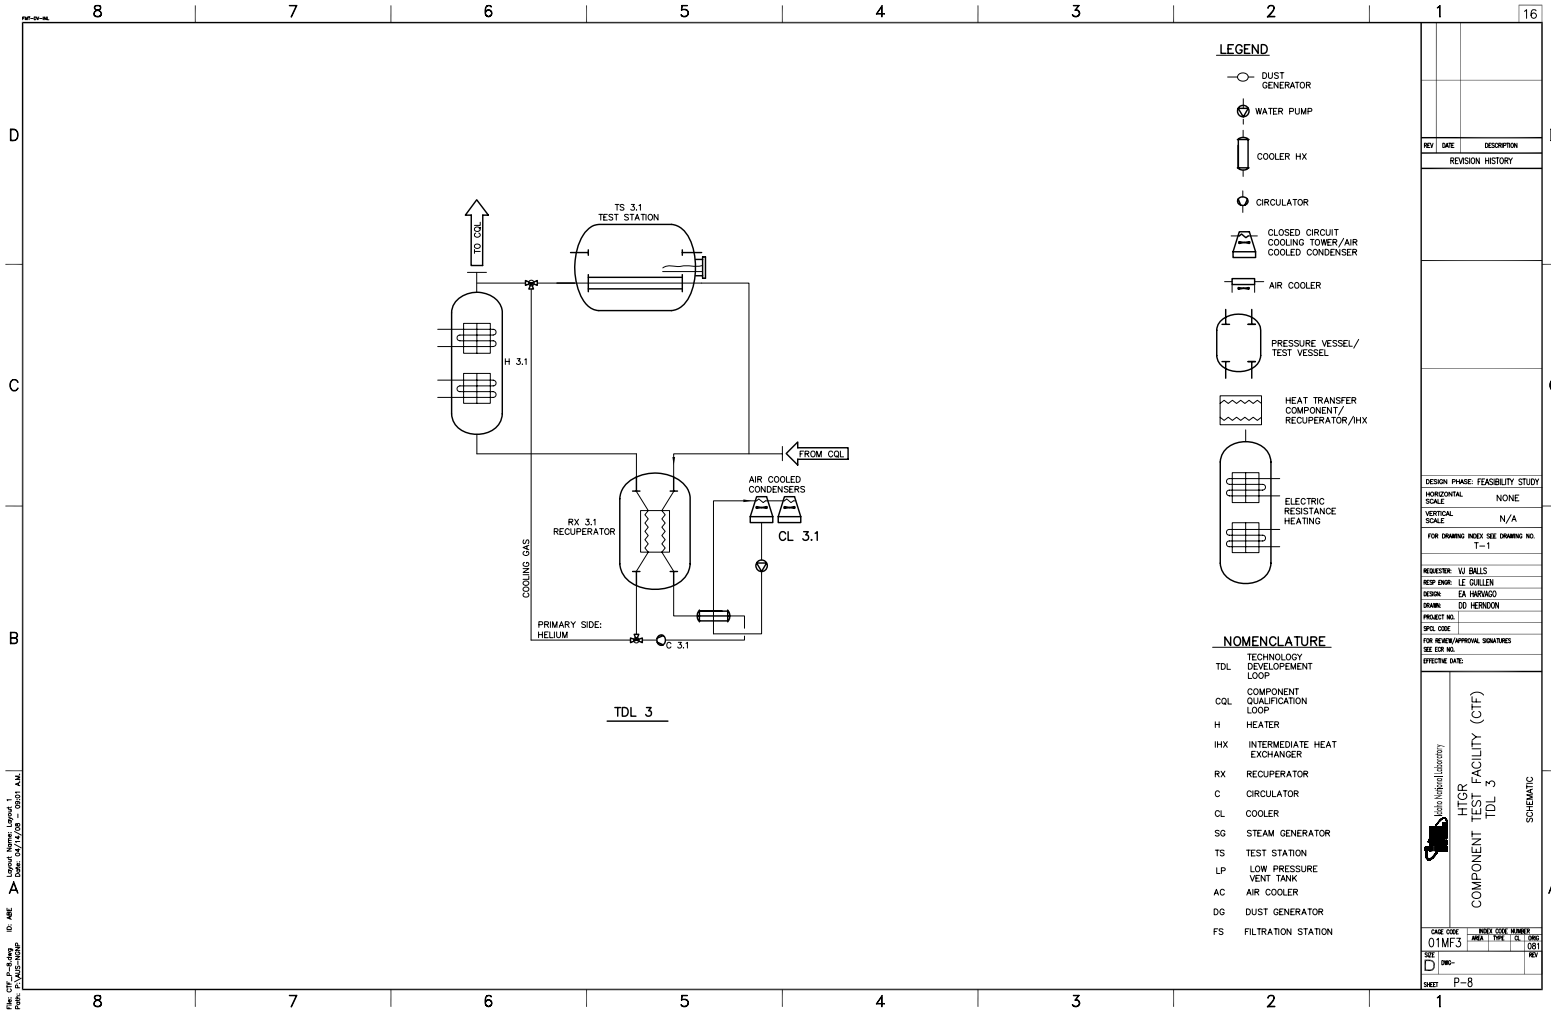 8 7 6 5 4 3 2 1
16
D
C
B
A
TO CQL
TS 3.1
TEST STATION
H 3.1
FROM CQL
AIR COOLED
CONDENSERS
CL 3.1
RX 3.1
RECUPERATOR
COOLING GAS
PRIMARY SIDE:
HELIUM
C 3.1
TDL 3
LEGEND
DUST
GENERATOR
WATER PUMP
COOLER HX
CIRCULATOR
CLOSED CIRCUIT
COOLING TOWER/AIR
COOLED CONDENSER
AIR COOLER
PRESSURE VESSEL/
TEST VESSEL
HEAT TRANSFER
COMPONENT/
RECUPERATOR/IHX
ELECTRIC
RESISTANCE
HEATING
NOMENCLATURE
TDL TECHNOLOGY
DEVELOPEMENT
LOOP
CQL COMPONENT
QUALIFICATION
LOOP
H HEATER
IHX INTERMEDIATE HEAT
EXCHANGER
RX RECUPERATOR
C CIRCULATOR
CL COOLER
SG STEAM GENERATOR
TS TEST STATION
LP LOW PRESSURE
VENT TANK
AC AIR COOLER
DG DUST GENERATOR
FS FILTRATION STATION
REV DATE DESCRIPTION
REVISION HISTORY
DESIGN PHASE: FEASIBILITY STUDY
HORIZONTAL
SCALE NONE
VERTICAL
SCALE N/A
FOR DRAWING INDEX SEE DRAWING NO.
T-1
REQUESTER: VJ BALLS
RESP ENGR: LE GUILLEN
DESIGN: EA HARVAGO
DRAWN: DD HERNDON
PROJECT NO.
SPCL CODE
FOR REVIEW/APPROVAL SIGNATURES
SEE ECR NO.
EFFECTIVE DATE:
Idaho National Laboratory
HTGR
COMPONENT TEST FACILITY (CTF)
TDL 3
SCHEMATIC
CAGE CODE INDEX CODE NUMBER
01MF3 AREA TYPE CL ORIG
081
SIZE REV
D DWG-
SHEET P-8
Layout Name: Layout 1
Date: 04/14/08 - 09:01 A.M.
ID: ABE
File: CTF_P-8.dwg
8 7 6 5 4 3 2 1